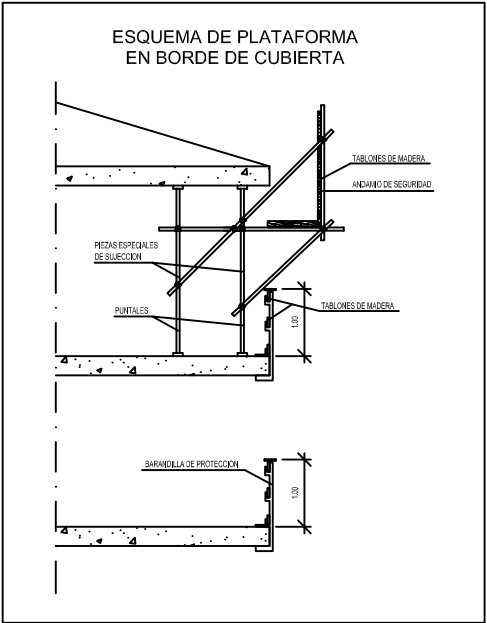 ESQUEMA DE PLATAFORMA
EN BORDE DE CUBIERTA
TABLONES DE MADERA
ANDAMIO DE SEGURIDAD
PIEZAS ESPECIALES
DE SUJECCION
PUNTALES
TABLONES DE MADERA
1.00
BARANDILLA DE PROTECCION
1.00